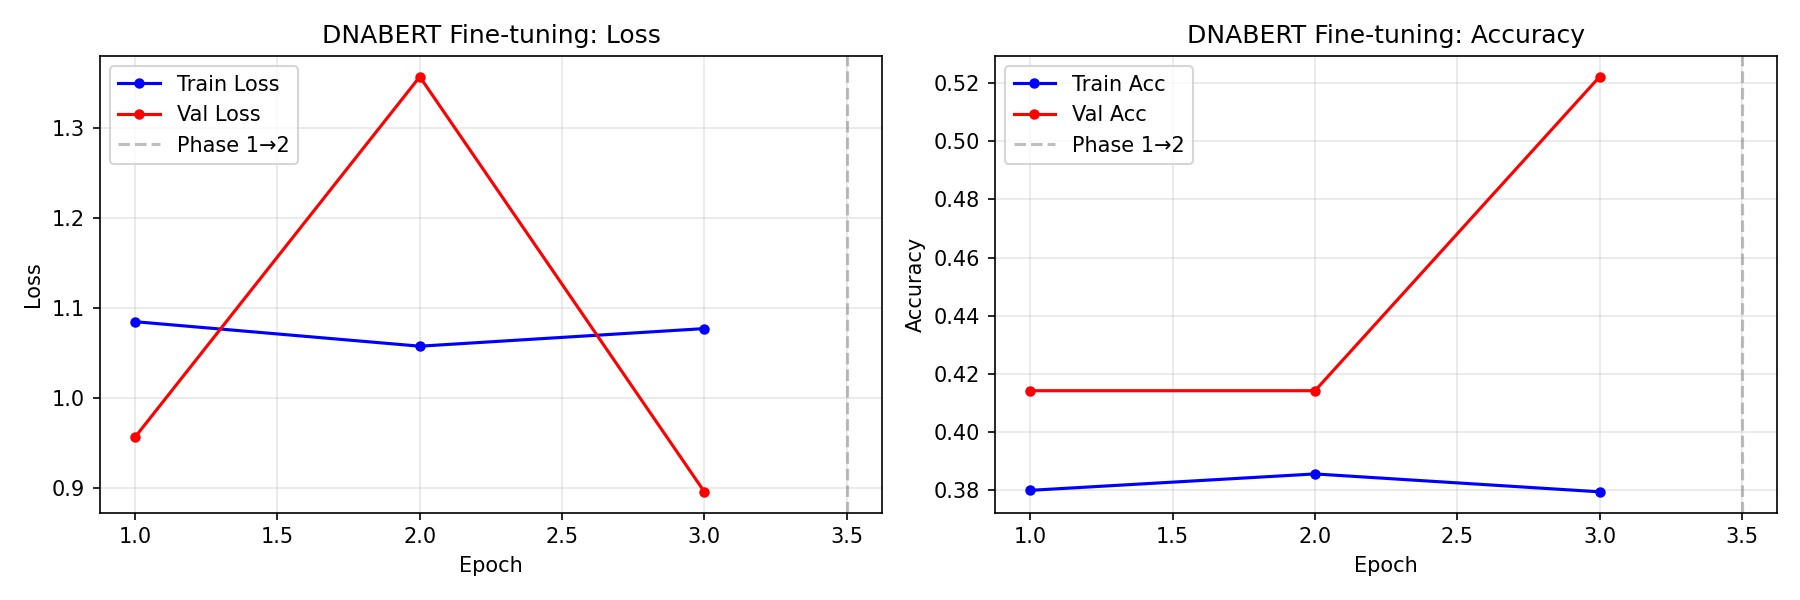 DNABERT Fine-tuning: Loss
Train Loss
Val Loss
Phase 1→2
1.3
1.2
1.1
1.0
0.9
Loss
1.0 1.5 2.0 2.5 3.0 3.5
Epoch
DNABERT Fine-tuning: Accuracy
Train Acc
Val Acc
Phase 1→2
0.52
0.50
0.48
0.46
0.44
0.42
0.40
0.38
Accuracy
1.0 1.5 2.0 2.5 3.0 3.5
Epoch